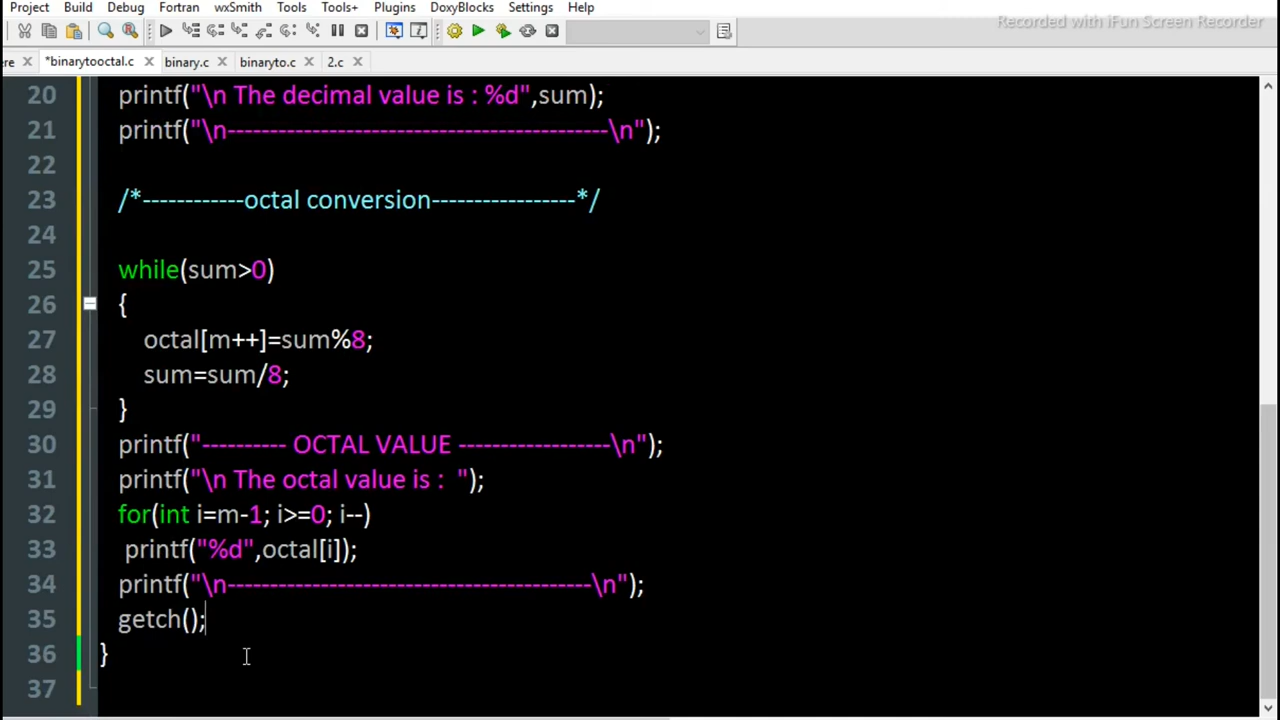 Project Build Debug Fortran wxSmith Tools Tools+ Plugins DoxyBlocks Settings Help
Recorded with iFun Screen Recorder
ere *binarytooctal.c binary.c binaryto.c 2.c
20 printf("\n The decimal value is : %d",sum);
21 printf("\n---------------------------------------------\n");
22
23 /*------------octal conversion-----------------*/
24
25 while(sum>0)
26 {
27 octal[m++]=sum%8;
28 sum=sum/8;
29 }
30 printf("---------- OCTAL VALUE ------------------\n");
31 printf("\n The octal value is :  ");
32 for(int i=m-1; i>=0; i--)
33 printf("%d",octal[i]);
34 printf("\n-------------------------------------------\n");
35 getch();
36 }
37